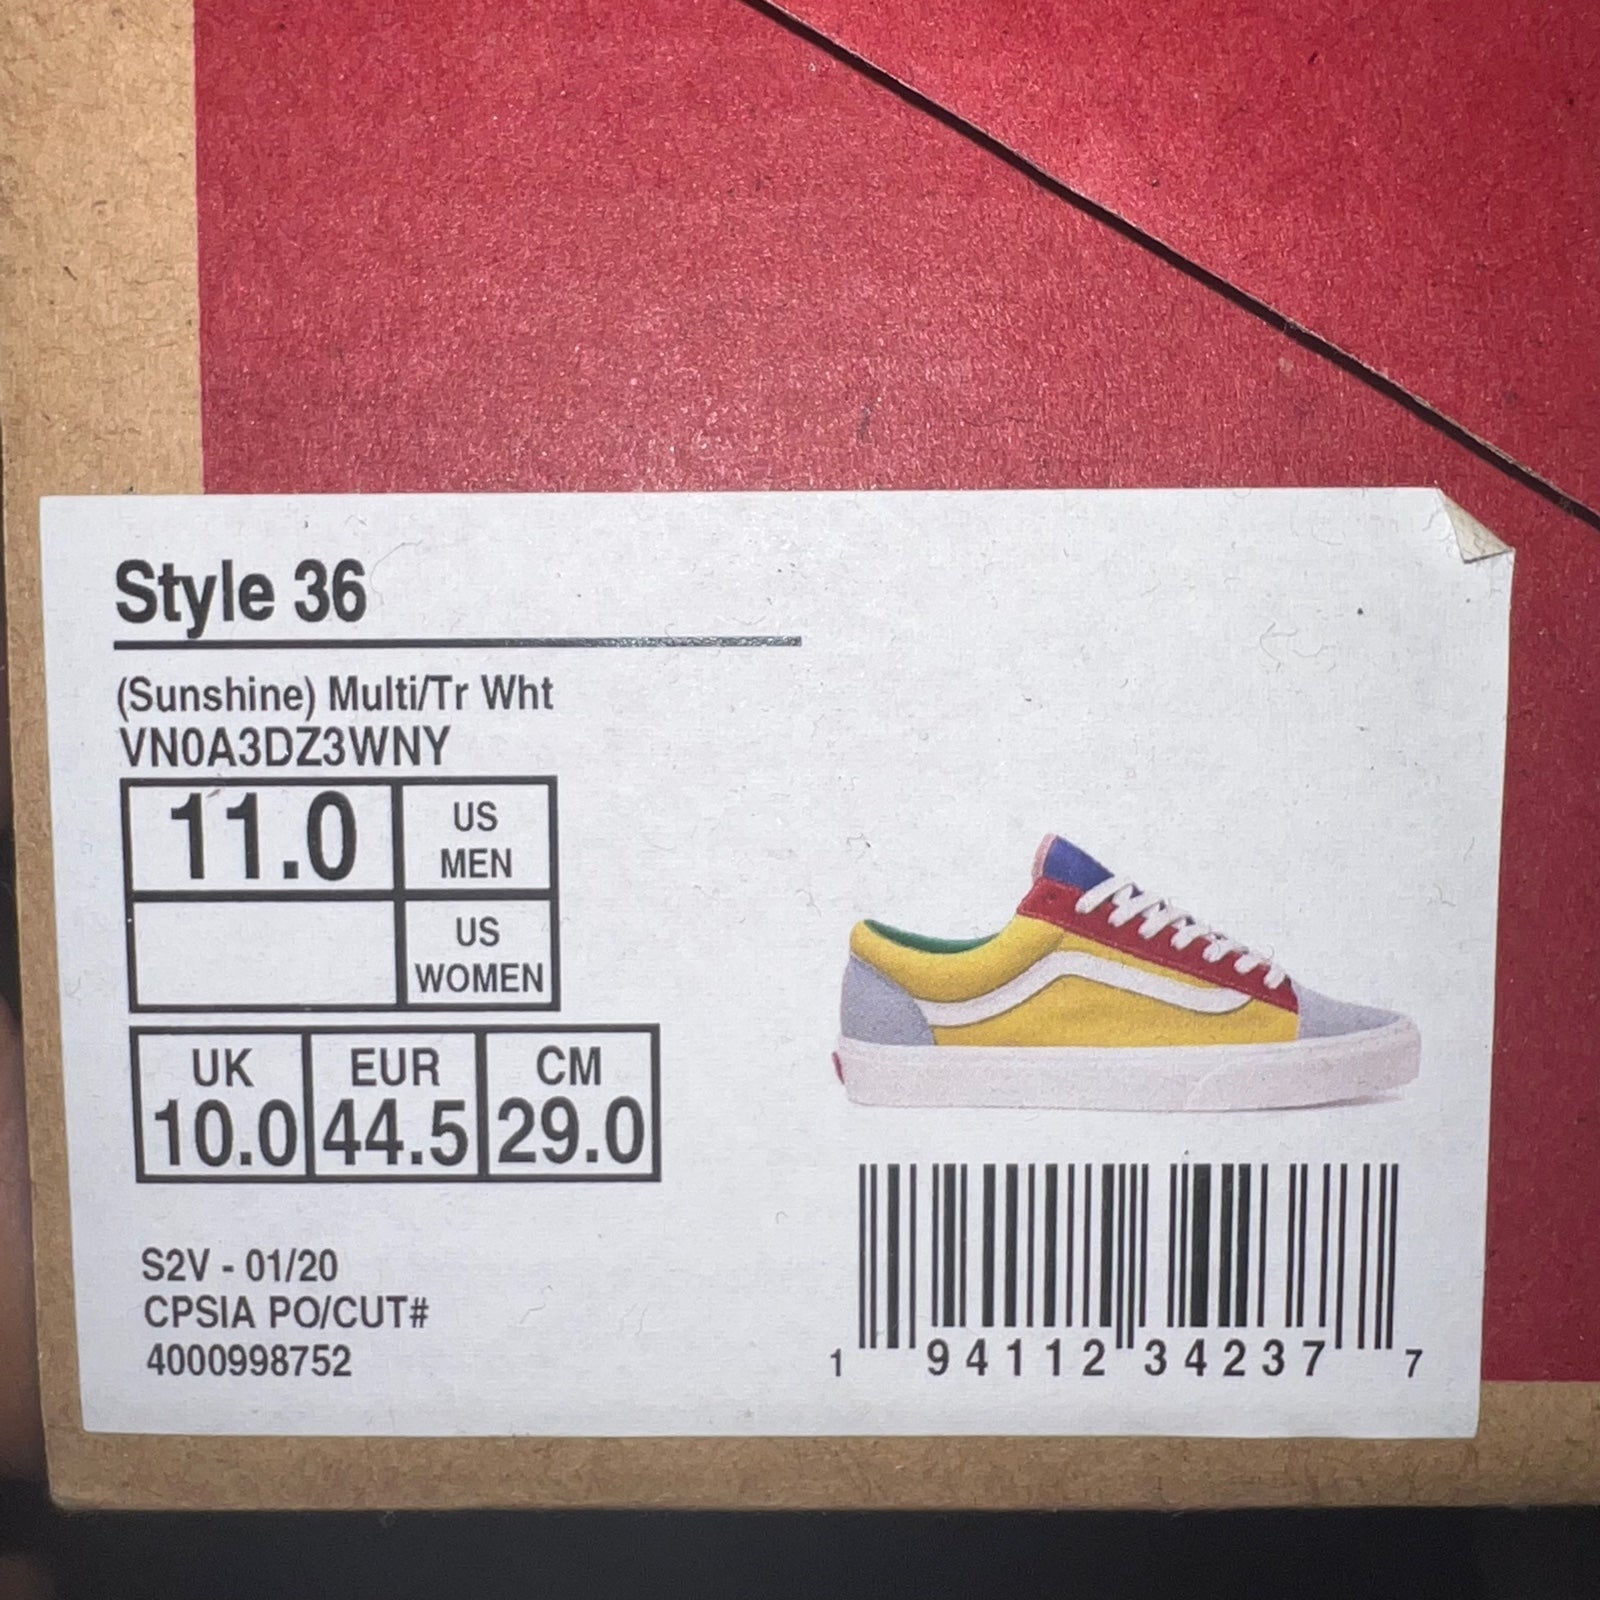 Style 36
(Sunshine) Multi/Tr Wht
VN0A3DZ3WNY
11.0 US MEN
US WOMEN
UK EUR CM
10.0 44.5 29.0
S2V - 01/20
CPSIA PO/CUT#
4000998752
1 94112 34237 7